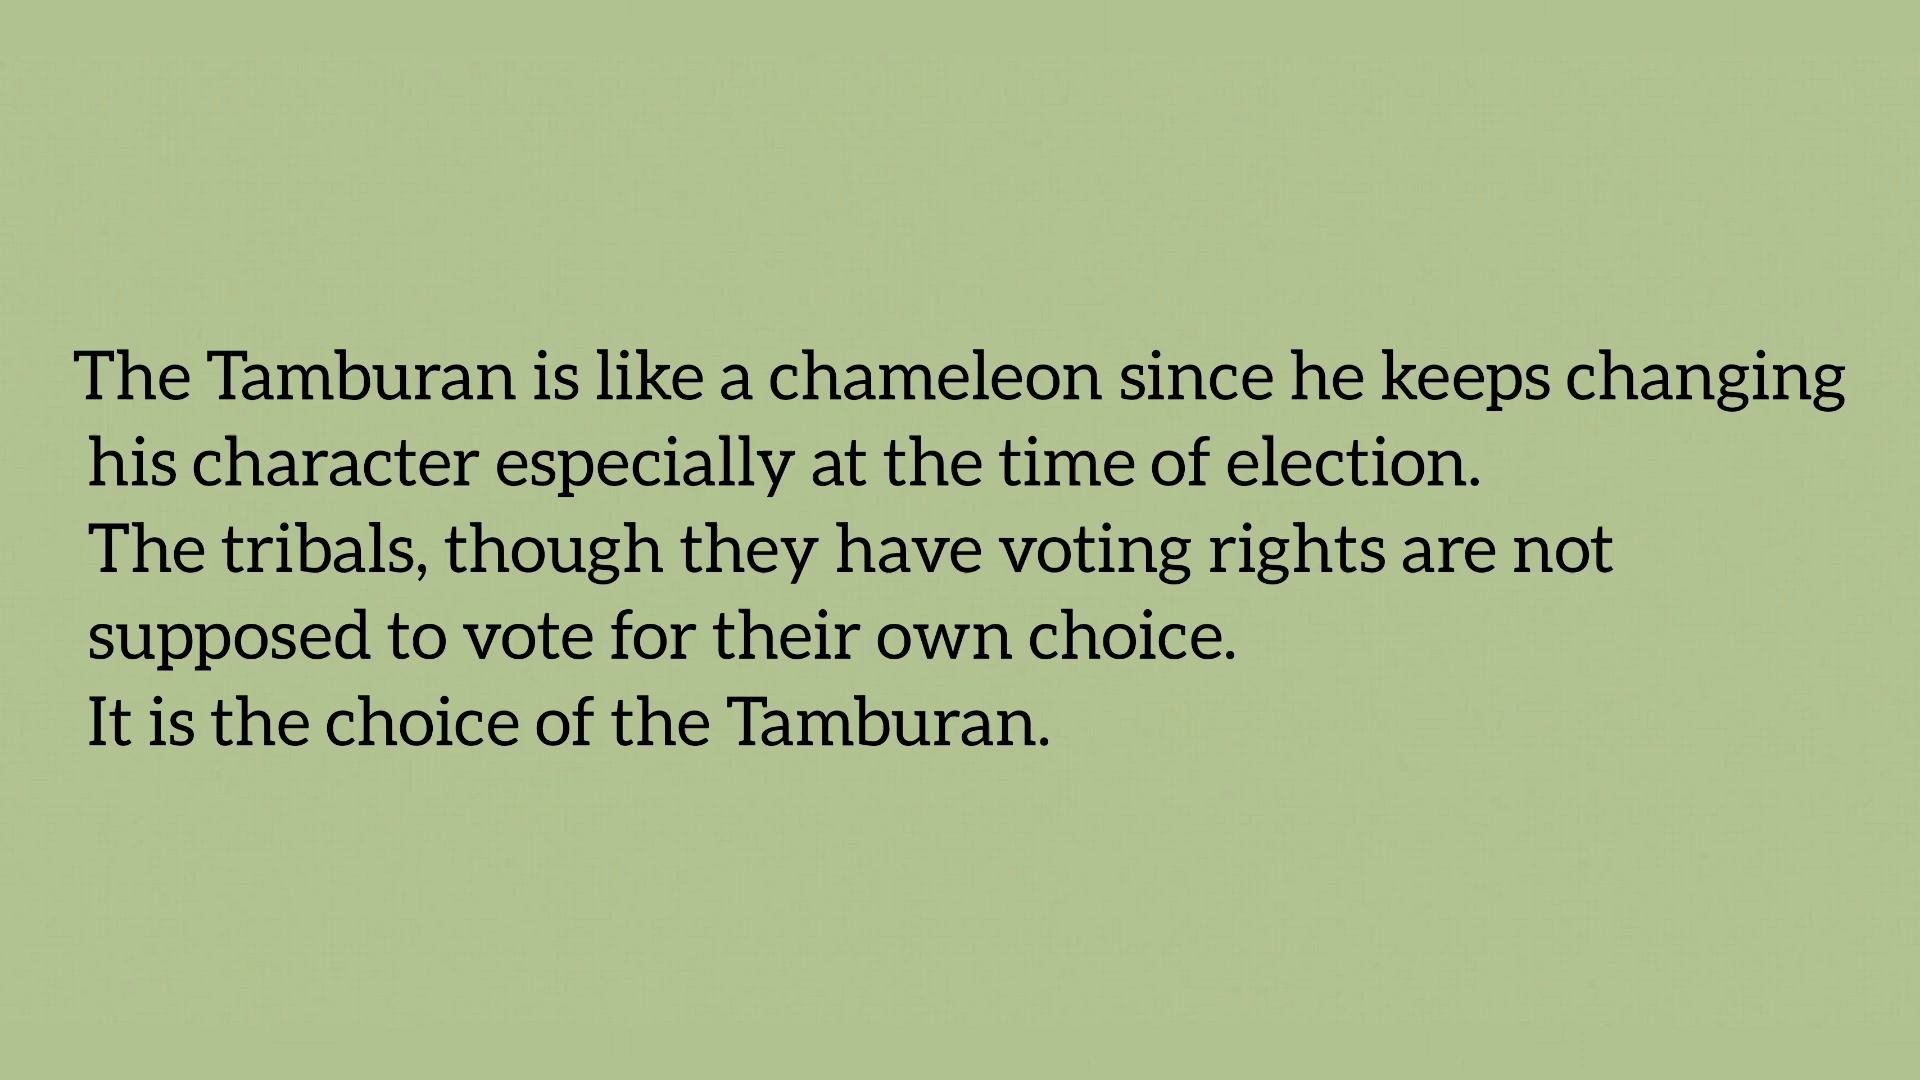 The Tamburan is like a chameleon since he keeps changing
his character especially at the time of election.
The tribals, though they have voting rights are not
supposed to vote for their own choice.
It is the choice of the Tamburan.